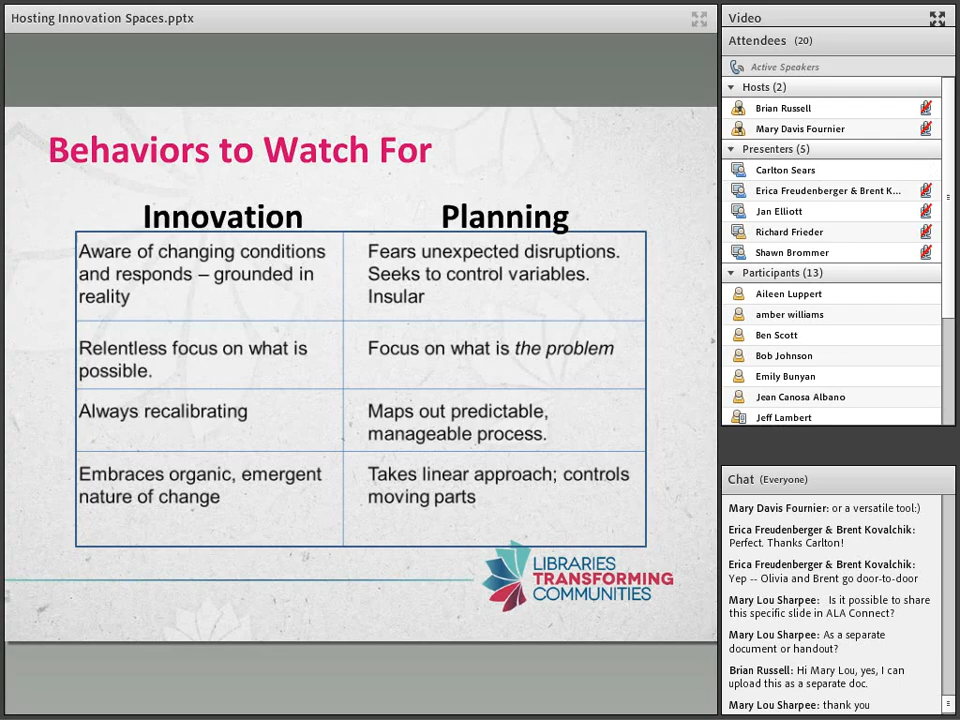 Hosting Innovation Spaces.pptx
Behaviors to Watch For
Innovation
Planning
Aware of changing conditions
and responds – grounded in
reality
Fears unexpected disruptions.
Seeks to control variables.
Insular
Relentless focus on what is
possible.
Focus on what is the problem
Always recalibrating
Maps out predictable,
manageable process.
Embraces organic, emergent
nature of change
Takes linear approach; controls
moving parts
LIBRARIES
TRANSFORMING
COMMUNITIES
Video
Attendees (20)
Active Speakers
Hosts (2)
Brian Russell
Mary Davis Fournier
Presenters (5)
Carlton Sears
Erica Freudenberger & Brent K...
Jan Elliott
Richard Frieder
Shawn Brommer
Participants (13)
Aileen Luppert
amber williams
Ben Scott
Bob Johnson
Emily Bunyan
Jean Canosa Albano
Jeff Lambert
Chat (Everyone)
Mary Davis Fournier: or a versatile tool:)
Erica Freudenberger & Brent Kovalchik:
Perfect. Thanks Carlton!
Erica Freudenberger & Brent Kovalchik:
Yep -- Olivia and Brent go door-to-door
Mary Lou Sharpee: Is it possible to share
this specific slide in ALA Connect?
Mary Lou Sharpee: As a separate
document or handout?
Brian Russell: Hi Mary Lou, yes, I can
upload this as a separate doc.
Mary Lou Sharpee: thank you